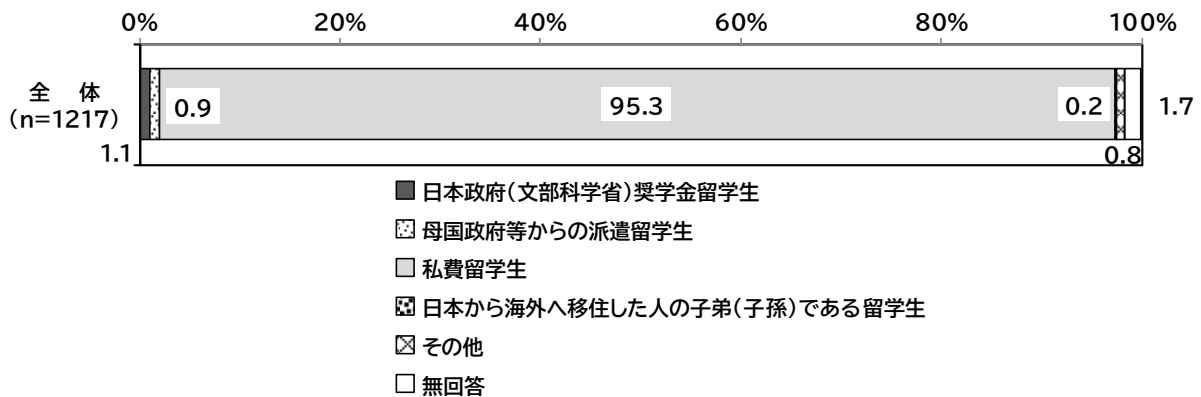 0% 20% 40% 60% 80% 100%
全 体
(n=1217)
0.9 95.3 0.2 1.7
1.1 0.8
日本政府(文部科学省)奨学金留学生
母国政府等からの派遣留学生
私費留学生
日本から海外へ移住した人の子弟(子孫)である留学生
その他
無回答